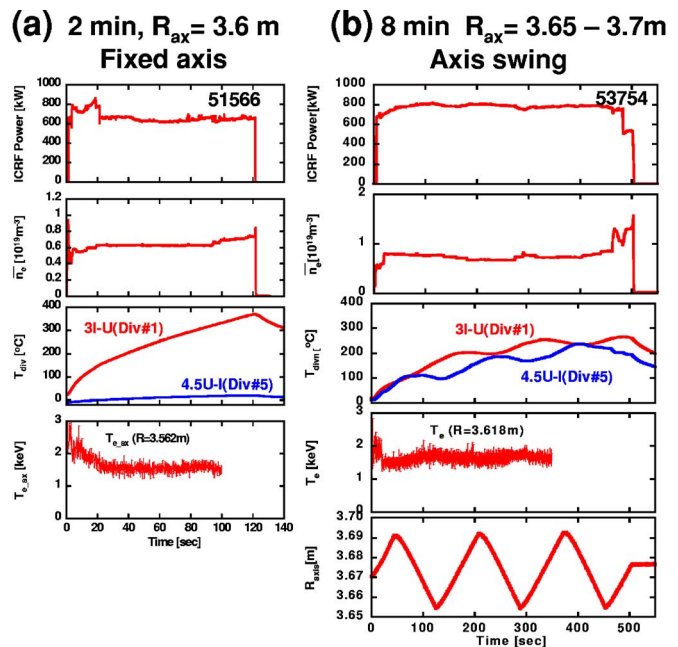 (a) 2 min, Rax= 3.6 m
Fixed axis
51566
ICRF Power[kW]
1000
800
600
400
200
0
n̅e [10¹⁹m⁻³]
1.2
1
0.8
0.6
0.4
0.2
0
Tdiv [°C]
400
300
200
100
0
3I-U(Div#1)
4.5U-I(Div#5)
Te_ax [keV]
3
2
1
0
Te_ax (R=3.562m)
0 20 40 60 80 100 120 140
Time [sec]
(b) 8 min Rax= 3.65 – 3.7m
Axis swing
53754
ICRF Power[kW]
1000
800
600
400
200
0
n̅e [10¹⁹m⁻³]
2
1
0
Tdivn [°C]
400
300
200
100
0
3I-U(Div#1)
4.5U-I(Div#5)
Te [keV]
3
2
1
0
Te (R=3.618m)
Raxis[m]
3.70
3.69
3.68
3.67
3.66
3.65
0 100 200 300 400 500
Time [sec]